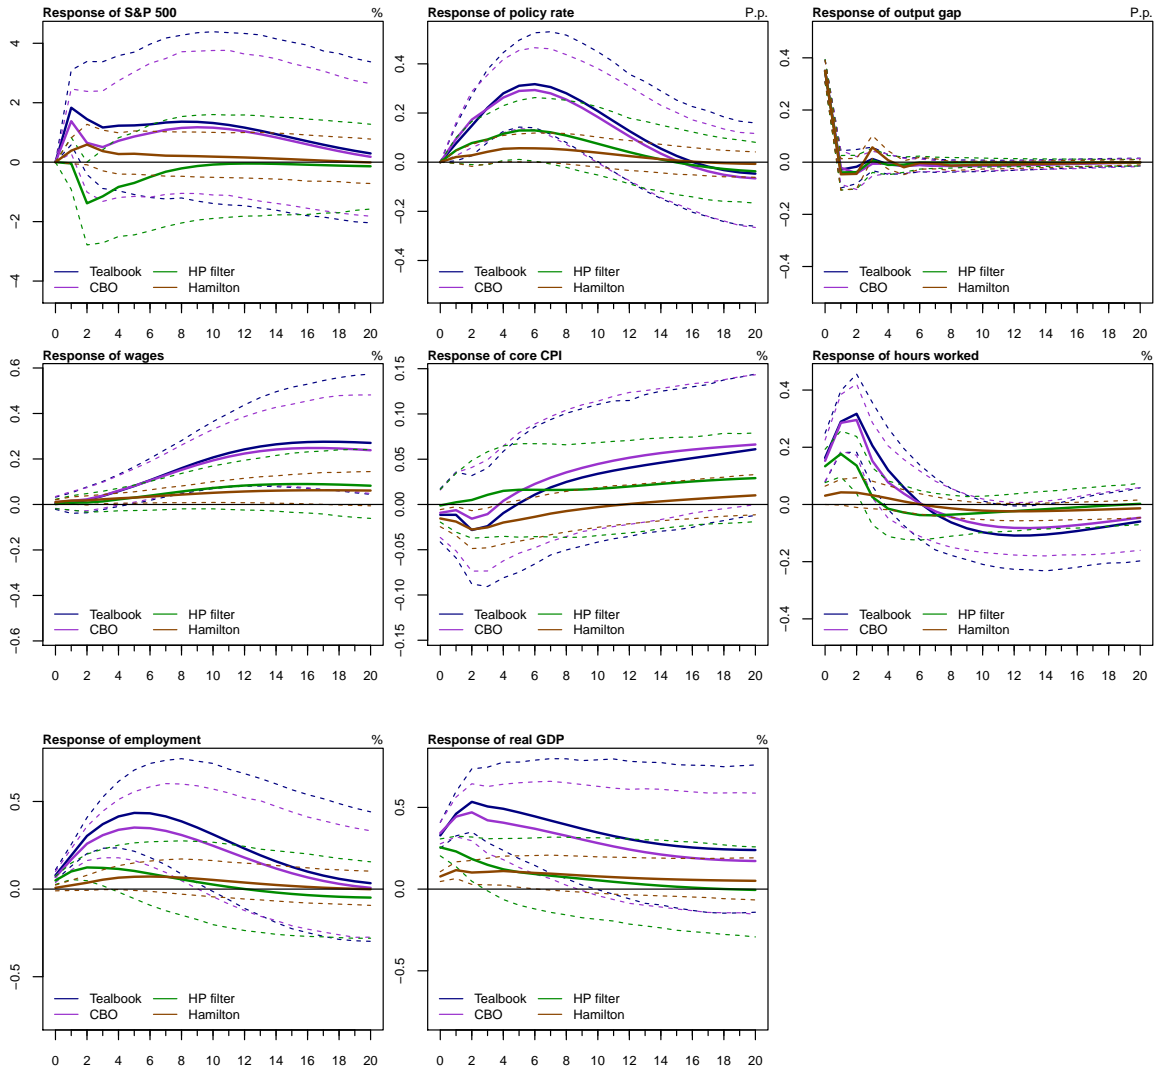 Response of S&P 500 %
4
2
0
−2
−4
Tealbook HP filter
CBO Hamilton
0 2 4 6 8 10 12 14 16 18 20
Response of policy rate P.p.
0.4
0.2
0.0
−0.2
−0.4
Tealbook HP filter
CBO Hamilton
0 2 4 6 8 10 12 14 16 18 20
Response of output gap P.p.
0.4
0.2
0.0
−0.2
−0.4
Tealbook HP filter
CBO Hamilton
0 2 4 6 8 10 12 14 16 18 20
Response of wages %
0.6
0.4
0.2
0.0
−0.2
−0.4
−0.6
Tealbook HP filter
CBO Hamilton
0 2 4 6 8 10 12 14 16 18 20
Response of core CPI %
0.15
0.10
0.05
0.00
−0.05
−0.10
−0.15
Tealbook HP filter
CBO Hamilton
0 2 4 6 8 10 12 14 16 18 20
Response of hours worked %
0.4
0.2
0.0
−0.2
−0.4
Tealbook HP filter
CBO Hamilton
0 2 4 6 8 10 12 14 16 18 20
Response of employment %
0.5
0.0
−0.5
Tealbook HP filter
CBO Hamilton
0 2 4 6 8 10 12 14 16 18 20
Response of real GDP %
0.5
0.0
−0.5
Tealbook HP filter
CBO Hamilton
0 2 4 6 8 10 12 14 16 18 20